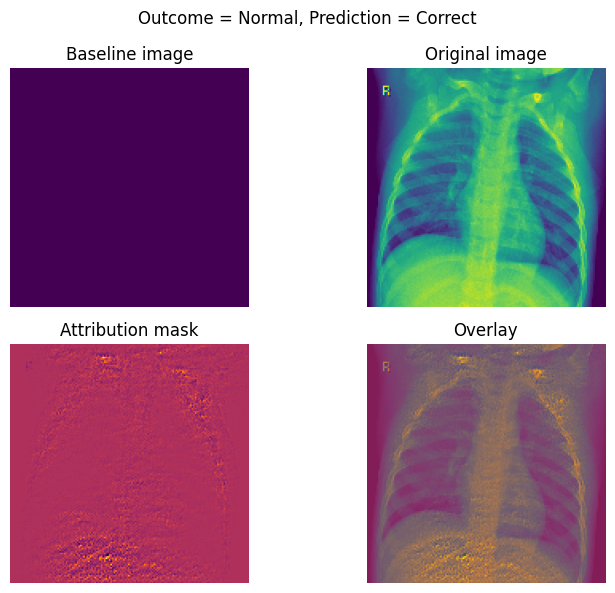 Outcome = Normal, Prediction = Correct
Baseline image
Original image
R
Attribution mask
Overlay
R